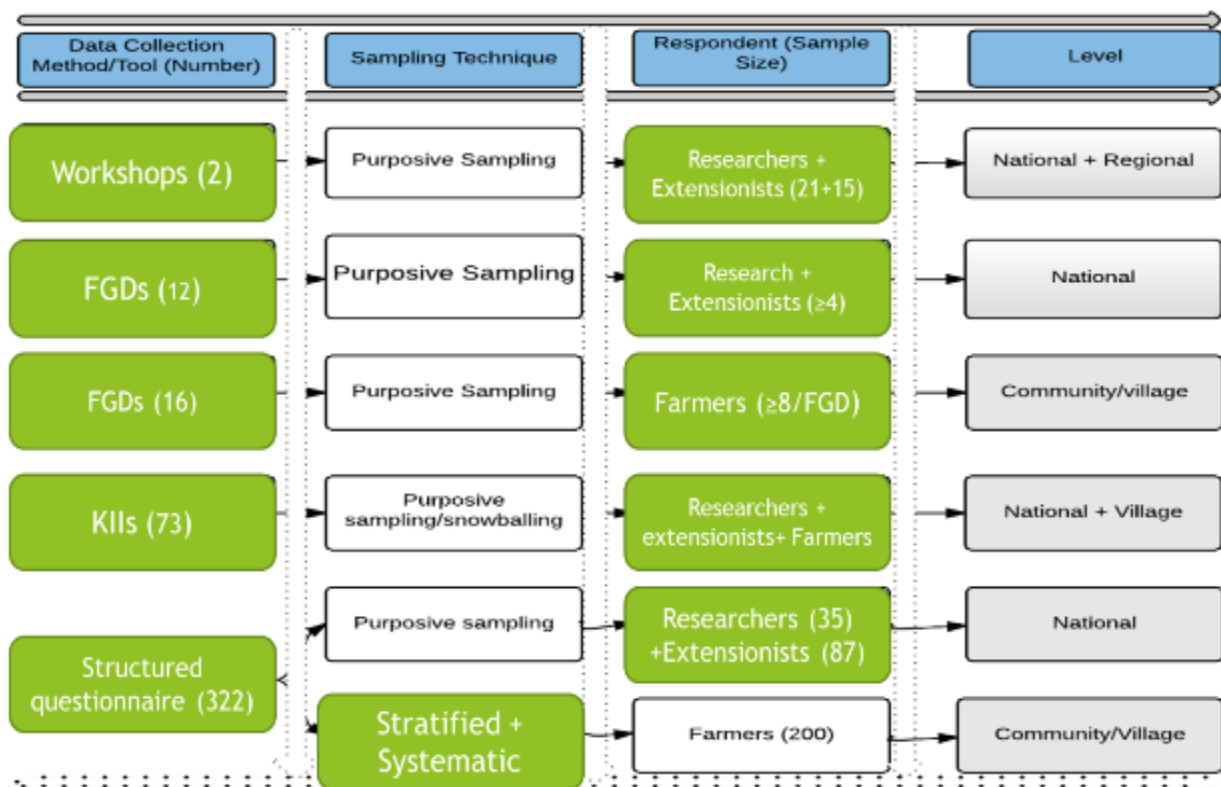 Data Collection
Method/Tool (Number)
Sampling Technique
Respondent (Sample
Size)
Level
Workshops (2)
Purposive Sampling
Researchers +
Extensionists (21+15)
National + Regional
FGDs (12)
Purposive Sampling
Research +
Extensionists (≥4)
National
FGDs (16)
Purposive Sampling
Farmers (≥8/FGD)
Community/village
KIIs (73)
Purposive
sampling/snowballing
Researchers +
extensionists+ Farmers
National + Village
Structured
questionnaire (322)
Purposive sampling
Researchers (35)
+Extensionists (87)
National
Stratified +
Systematic
Farmers (200)
Community/Village